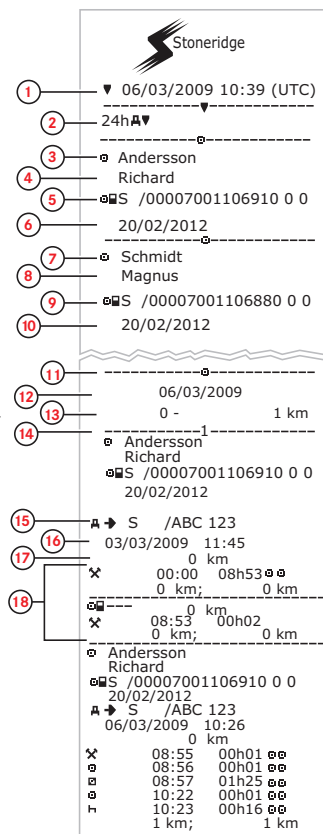 Stoneridge
1 ▼ 06/03/2009 10:39 (UTC)
2 24h
3 Andersson
4 Richard
5 S /00007001106910 0 0
6 20/02/2012
7 Schmidt
8 Magnus
9 S /00007001106880 0 0
10 20/02/2012
11
12 06/03/2009
13 0 - 1 km
14 1
Andersson
Richard
S /00007001106910 0 0
20/02/2012
15 S /ABC 123
16 03/03/2009 11:45
17 0 km
18 00:00 08h53
0 km; 0 km
---
0 km
08:53 00h02
0 km; 0 km
Andersson
Richard
S /00007001106910 0 0
20/02/2012
S /ABC 123
06/03/2009 10:26
0 km
08:55 00h01
08:56 00h01
08:57 01h25
10:22 00h01
10:23 00h16
1 km; 1 km